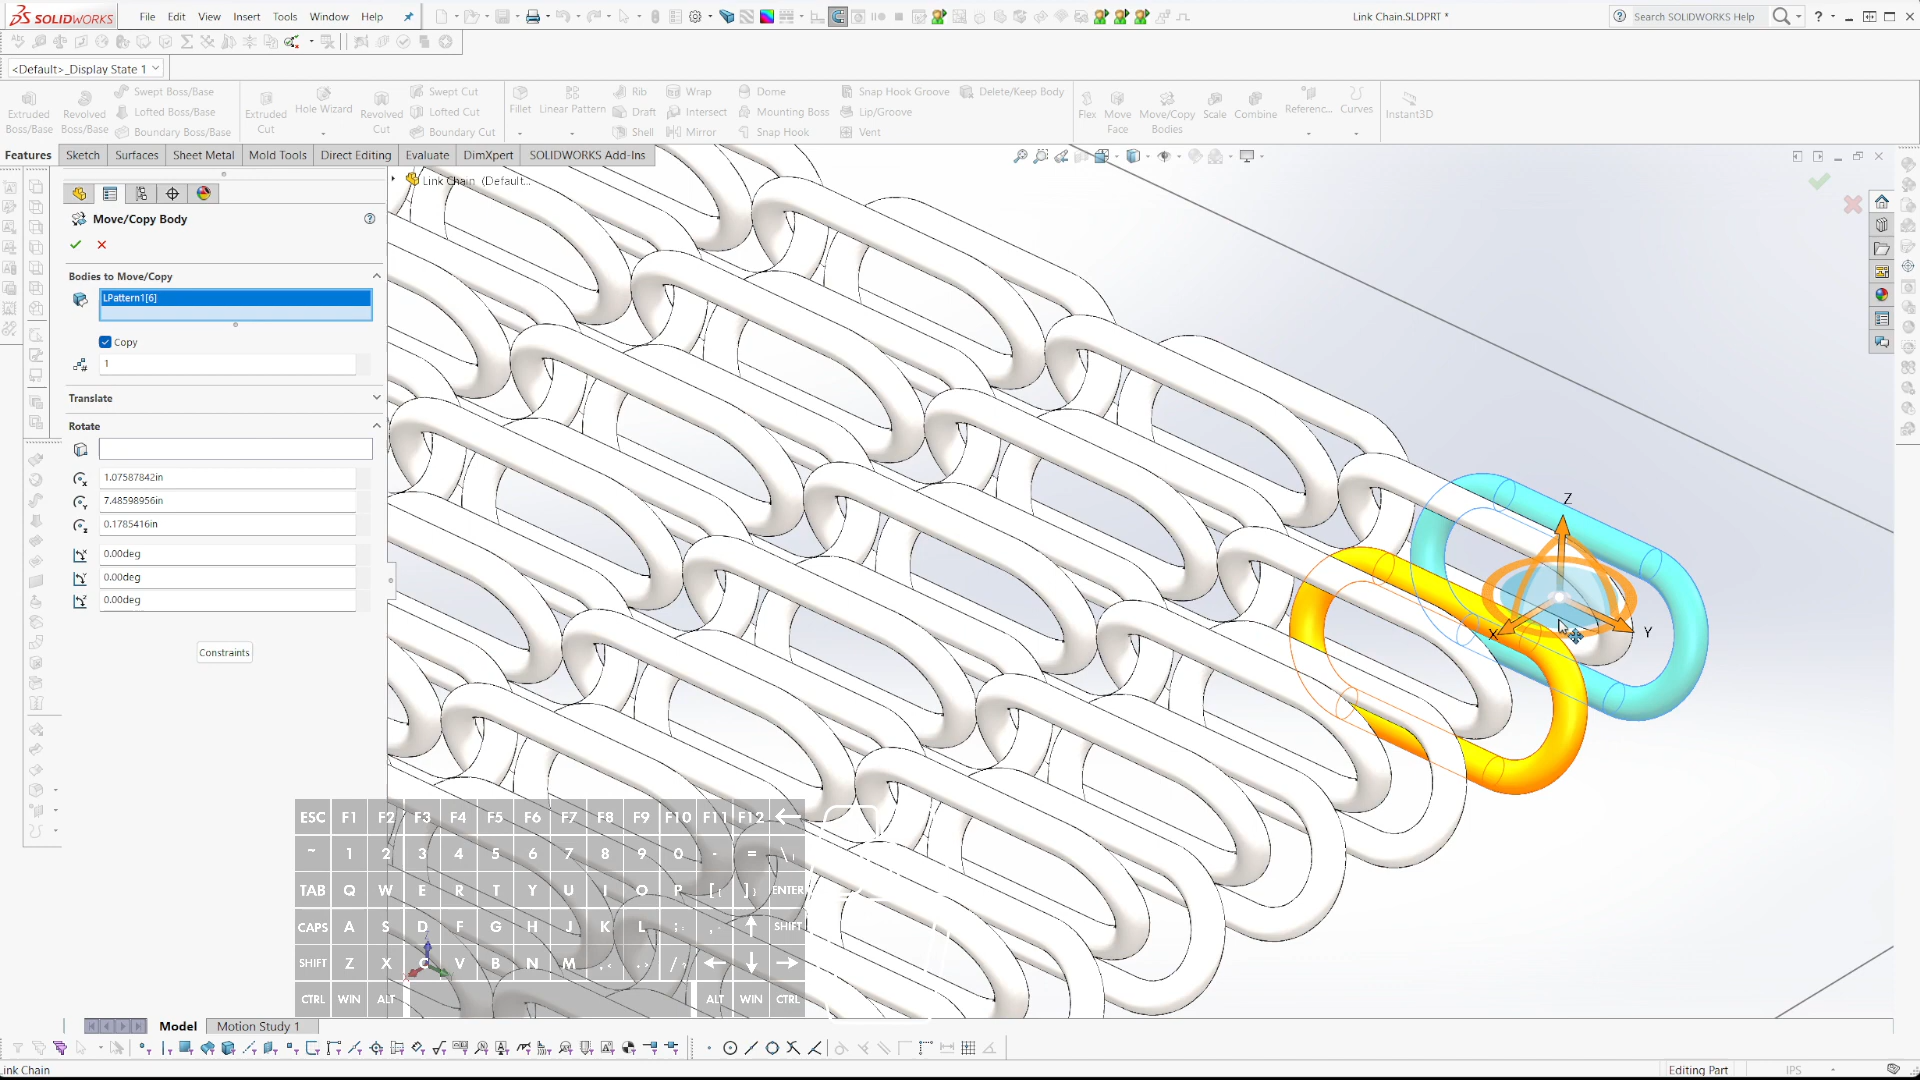 SOLIDWORKS File Edit View Insert Tools Window Help Link Chain.SLDPRT * Search SOLIDWORKS Help
<Default>_Display State 1
Extruded Boss/Base
Revolved Boss/Base
Swept Boss/Base
Lofted Boss/Base
Boundary Boss/Base
Extruded Cut
Hole Wizard
Revolved Cut
Swept Cut
Lofted Cut
Boundary Cut
Fillet
Linear Pattern
Rib
Draft
Shell
Wrap
Intersect
Mirror
Dome
Mounting Boss
Snap Hook
Snap Hook Groove
Lip/Groove
Vent
Delete/Keep Body
Flex
Move Face
Move/Copy Bodies
Scale
Combine
Referenc...
Curves
Instant3D
Features Sketch Surfaces Sheet Metal Mold Tools Direct Editing Evaluate DimXpert SOLIDWORKS Add-Ins
Link Chain (Default...
Move/Copy Body
Bodies to Move/Copy
LPattern1[6]
Copy
1
Translate
Rotate
1.07587842in
7.48598956in
0.1785416in
0.00deg
0.00deg
0.00deg
Constraints
Z
X
Y
ESC F1 F2 F3 F4 F5 F6 F7 F8 F9 F10 F11 F12 ←
~ 1 2 3 4 5 6 7 8 9 0 - = \
TAB Q W E R T Y U I O P [ ] ENTER
CAPS A S D F G H J K L ; ↑ SHIFT
SHIFT Z X C V B N M , . / ← ↓ →
CTRL WIN ALT ALT WIN CTRL
Model Motion Study 1
ink Chain Editing Part IPS